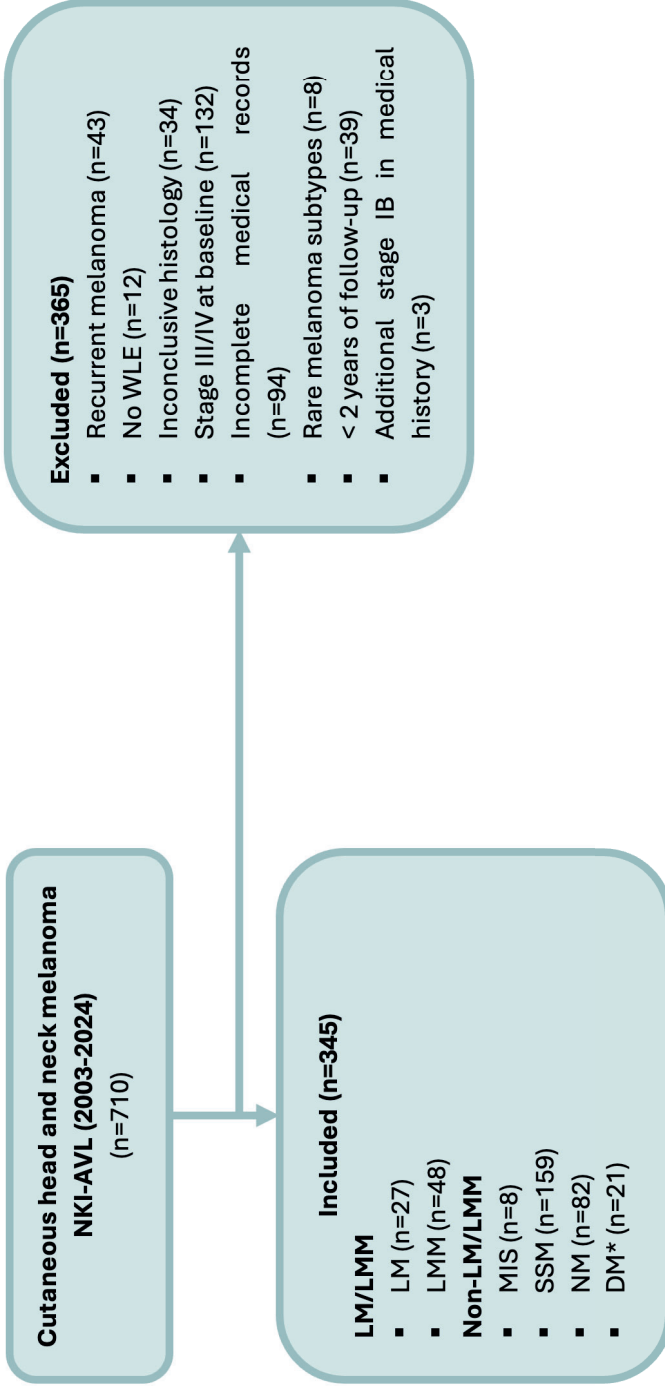 Cutaneous head and neck melanoma
NKI-AVL (2003-2024)
(n=710)
Excluded (n=365)
▪ Recurrent melanoma (n=43)
▪ No WLE (n=12)
▪ Inconclusive histology (n=34)
▪ Stage III/IV at baseline (n=132)
▪ Incomplete medical records
(n=94)
▪ Rare melanoma subtypes (n=8)
▪ < 2 years of follow-up (n=39)
▪ Additional stage IB in medical
history (n=3)
Included (n=345)
LM/LMM
▪ LM (n=27)
▪ LMM (n=48)
Non-LM/LMM
▪ MIS (n=8)
▪ SSM (n=159)
▪ NM (n=82)
▪ DM* (n=21)